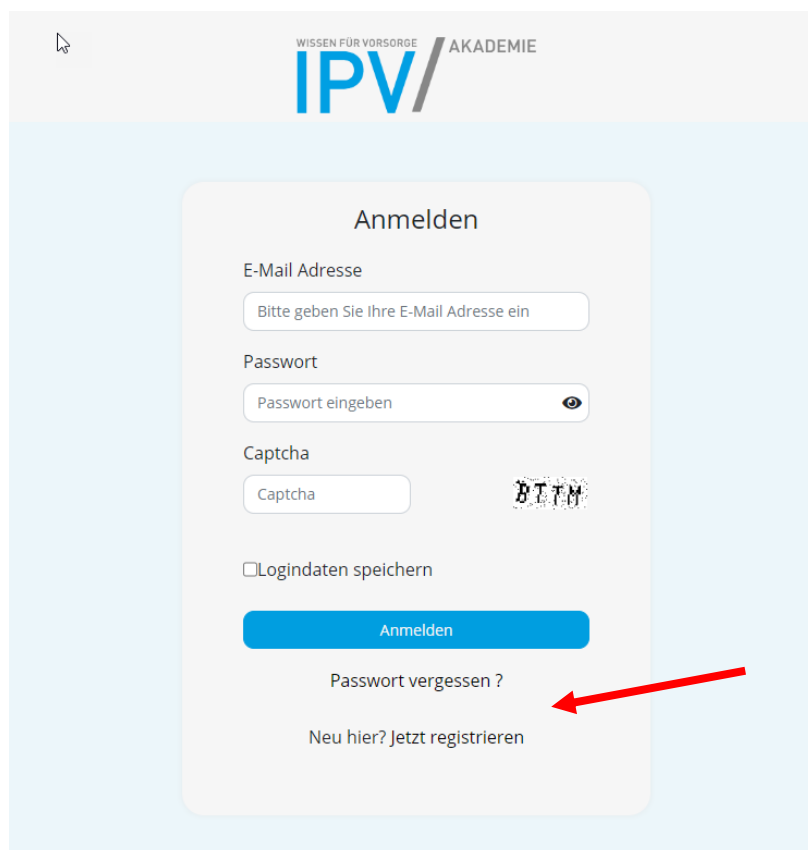 WISSEN FÜR VORSORGE
IPV/ AKADEMIE
Anmelden
E-Mail Adresse
Bitte geben Sie Ihre E-Mail Adresse ein
Passwort
Passwort eingeben
Captcha
Captcha
BTTM
Logindaten speichern
Anmelden
Passwort vergessen ?
Neu hier? Jetzt registrieren